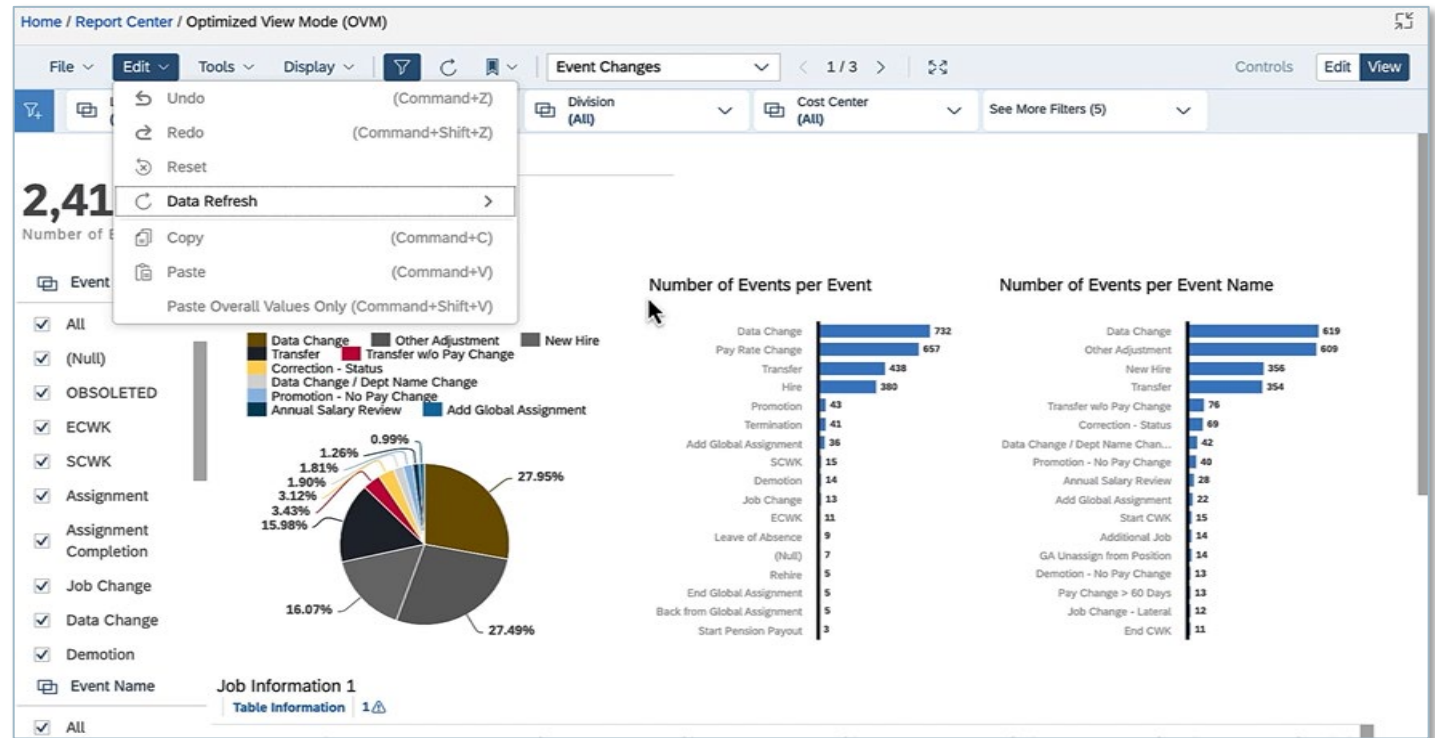 Home / Report Center / Optimized View Mode (OVM)
File Edit Tools Display Event Changes 1/3 Controls Edit View
Division
(All)
Cost Center
(All)
See More Filters (5)
Undo (Command+Z)
Redo (Command+Shift+Z)
Reset
Data Refresh
Copy (Command+C)
Paste (Command+V)
Paste Overall Values Only (Command+Shift+V)
2,41
Number of
Event
All
(Null)
OBSOLETED
ECWK
SCWK
Assignment
Assignment
Completion
Job Change
Data Change
Demotion
Event Name
All
Data Change Other Adjustment New Hire
Transfer Transfer w/o Pay Change
Correction - Status
Data Change / Dept Name Change
Promotion - No Pay Change
Annual Salary Review Add Global Assignment
0.99%
1.26%
1.81%
1.90%
3.12%
3.43%
15.98%
27.95%
16.07%
27.49%
Number of Events per Event
Data Change 732
Pay Rate Change 657
Transfer 438
Hire 380
Promotion 43
Termination 41
Add Global Assignment 36
SCWK 15
Demotion 14
Job Change 13
ECWK 11
Leave of Absence 9
(Null) 7
Rehire 5
End Global Assignment 5
Back from Global Assignment 5
Start Pension Payout 3
Number of Events per Event Name
Data Change 619
Other Adjustment 609
New Hire 356
Transfer 354
Transfer w/o Pay Change 76
Correction - Status 69
Data Change / Dept Name Chan... 42
Promotion - No Pay Change 40
Annual Salary Review 28
Add Global Assignment 22
Start CWK 15
Additional Job 14
GA Unassign from Position 14
Demotion - No Pay Change 13
Pay Change > 60 Days 13
Job Change - Lateral 12
End CWK 11
Job Information 1
Table Information 1